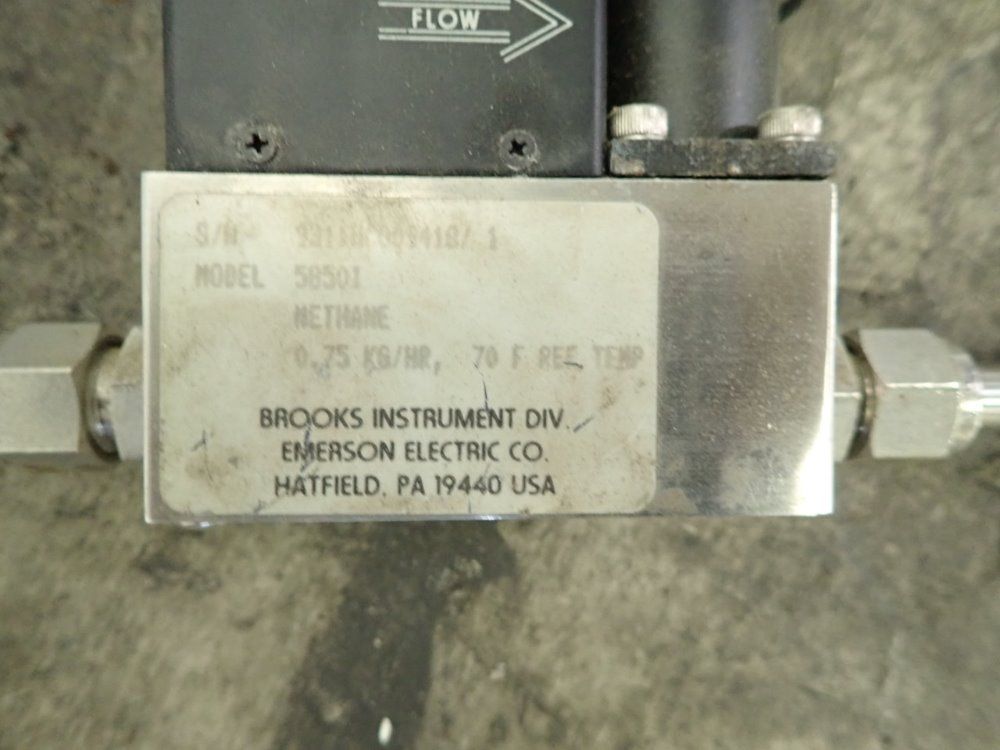 FLOW
S/N
MODEL 5850I
METHANE
0.75 KG/HR, 70 F REF TEMP
BROOKS INSTRUMENT DIV.
EMERSON ELECTRIC CO.
HATFIELD, PA 19440 USA